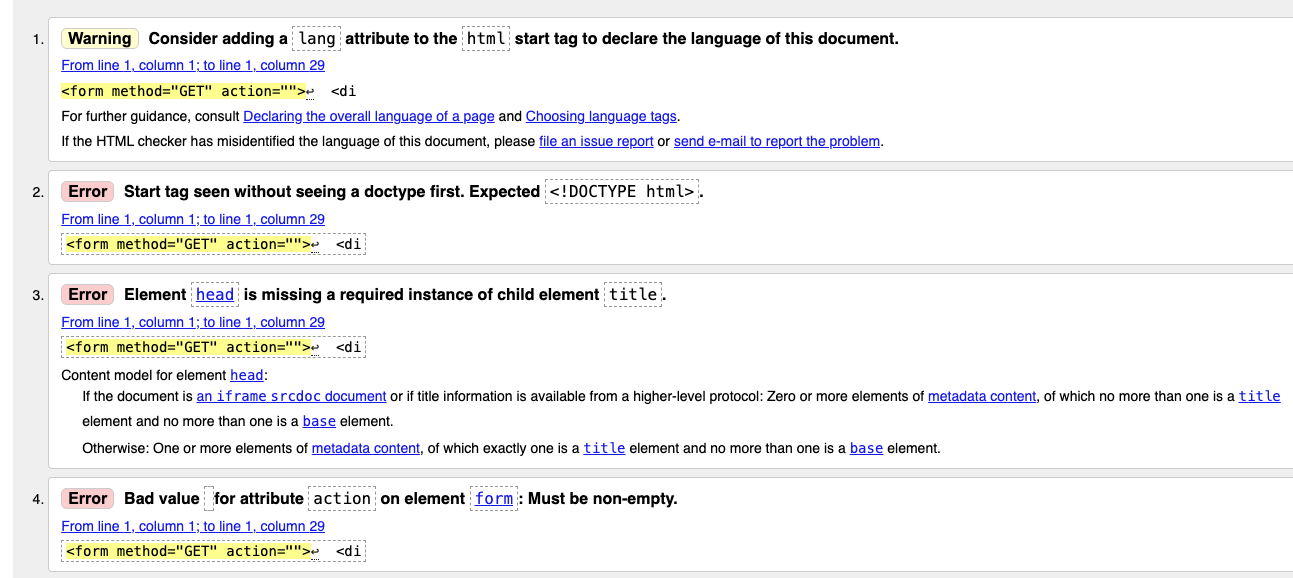 1. Warning Consider adding a lang attribute to the html start tag to declare the language of this document.
From line 1, column 1; to line 1, column 29
<form method="GET" action="">↩  <di
For further guidance, consult Declaring the overall language of a page and Choosing language tags.
If the HTML checker has misidentified the language of this document, please file an issue report or send e-mail to report the problem.
2. Error Start tag seen without seeing a doctype first. Expected <!DOCTYPE html>.
From line 1, column 1; to line 1, column 29
<form method="GET" action="">↩  <di
3. Error Element head is missing a required instance of child element title.
From line 1, column 1; to line 1, column 29
<form method="GET" action="">↩  <di
Content model for element head:
If the document is an iframe srcdoc document or if title information is available from a higher-level protocol: Zero or more elements of metadata content, of which no more than one is a title
element and no more than one is a base element.
Otherwise: One or more elements of metadata content, of which exactly one is a title element and no more than one is a base element.
4. Error Bad value for attribute action on element form: Must be non-empty.
From line 1, column 1; to line 1, column 29
<form method="GET" action="">↩  <di